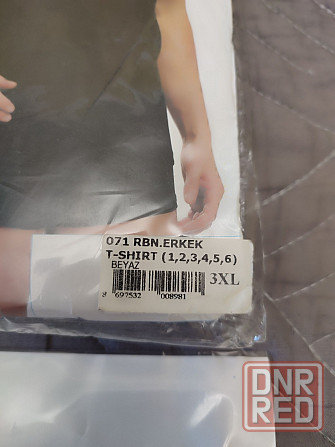 071 RBN.ERKEK
T-SHIRT (1,2,3,4,5,6)
BEYAZ
3XL
8 697532 008981
DNR
RED